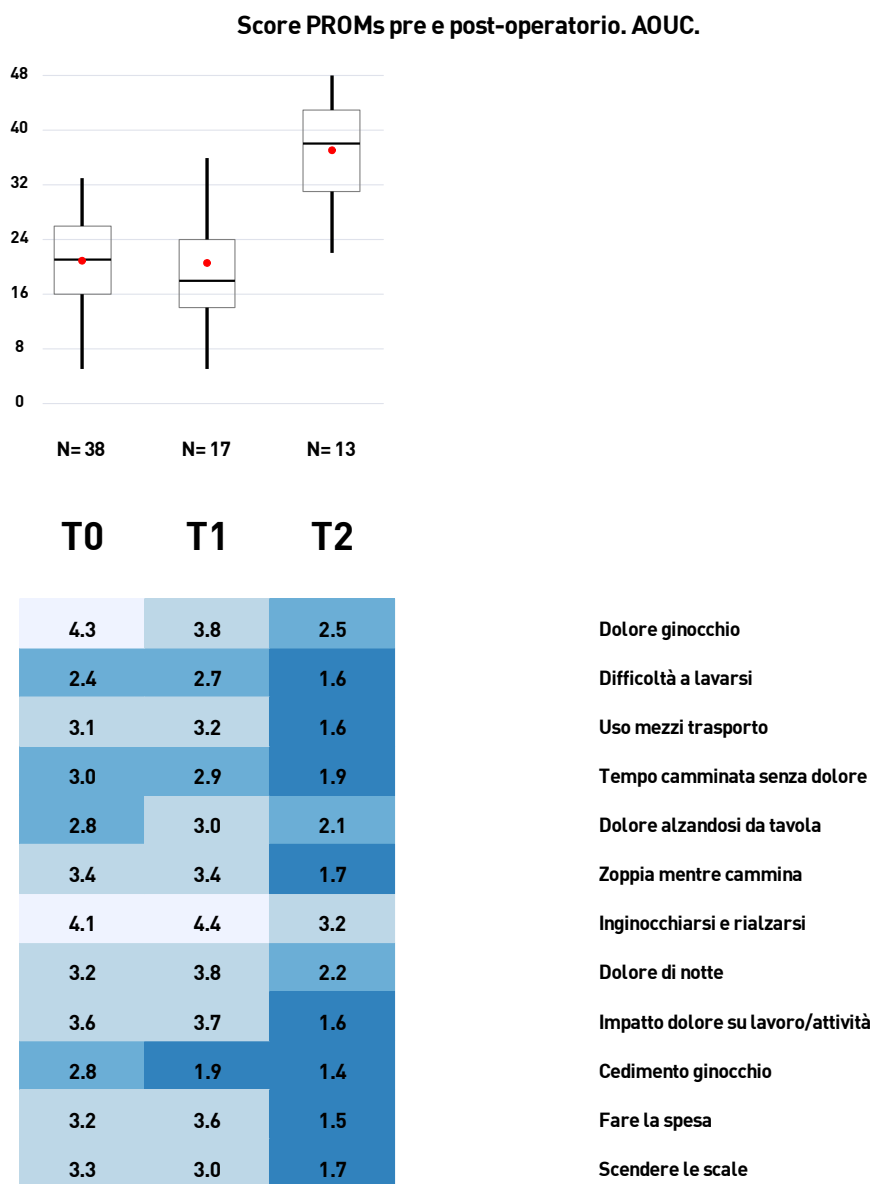 Score PROMs pre e post-operatorio. AOUC.
48
40
32
24
16
8
0
N= 38 N= 17 N= 13
T0 T1 T2
4.3 3.8 2.5 Dolore ginocchio
2.4 2.7 1.6 Difficoltà a lavarsi
3.1 3.2 1.6 Uso mezzi trasporto
3.0 2.9 1.9 Tempo camminata senza dolore
2.8 3.0 2.1 Dolore alzandosi da tavola
3.4 3.4 1.7 Zoppia mentre cammina
4.1 4.4 3.2 Inginocchiarsi e rialzarsi
3.2 3.8 2.2 Dolore di notte
3.6 3.7 1.6 Impatto dolore su lavoro/attività
2.8 1.9 1.4 Cedimento ginocchio
3.2 3.6 1.5 Fare la spesa
3.3 3.0 1.7 Scendere le scale